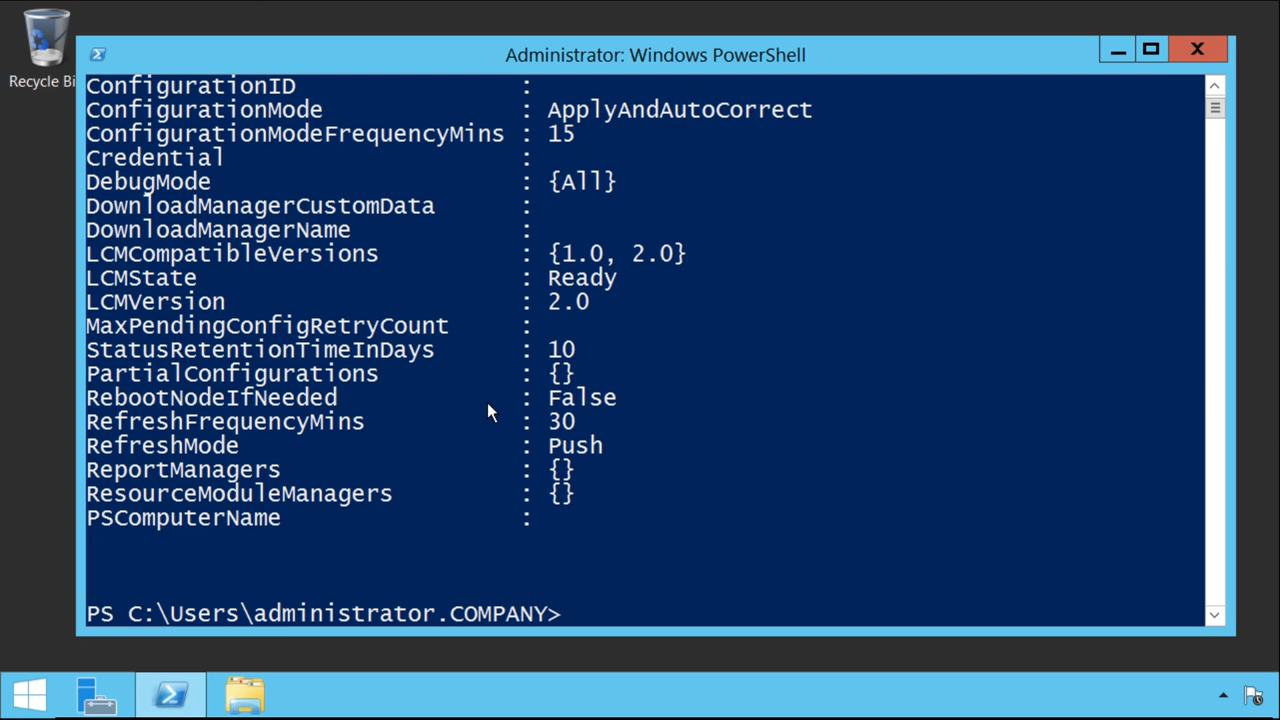 Recycle Bi
Administrator: Windows PowerShell
ConfigurationID :
ConfigurationMode : ApplyAndAutoCorrect
ConfigurationModeFrequencyMins : 15
Credential :
DebugMode : {All}
DownloadManagerCustomData :
DownloadManagerName :
LCMCompatibleVersions : {1.0, 2.0}
LCMState : Ready
LCMVersion : 2.0
MaxPendingConfigRetryCount :
StatusRetentionTimeInDays : 10
PartialConfigurations : {}
RebootNodeIfNeeded : False
RefreshFrequencyMins : 30
RefreshMode : Push
ReportManagers : {}
ResourceModuleManagers : {}
PSComputerName :
PS C:\Users\administrator.COMPANY>